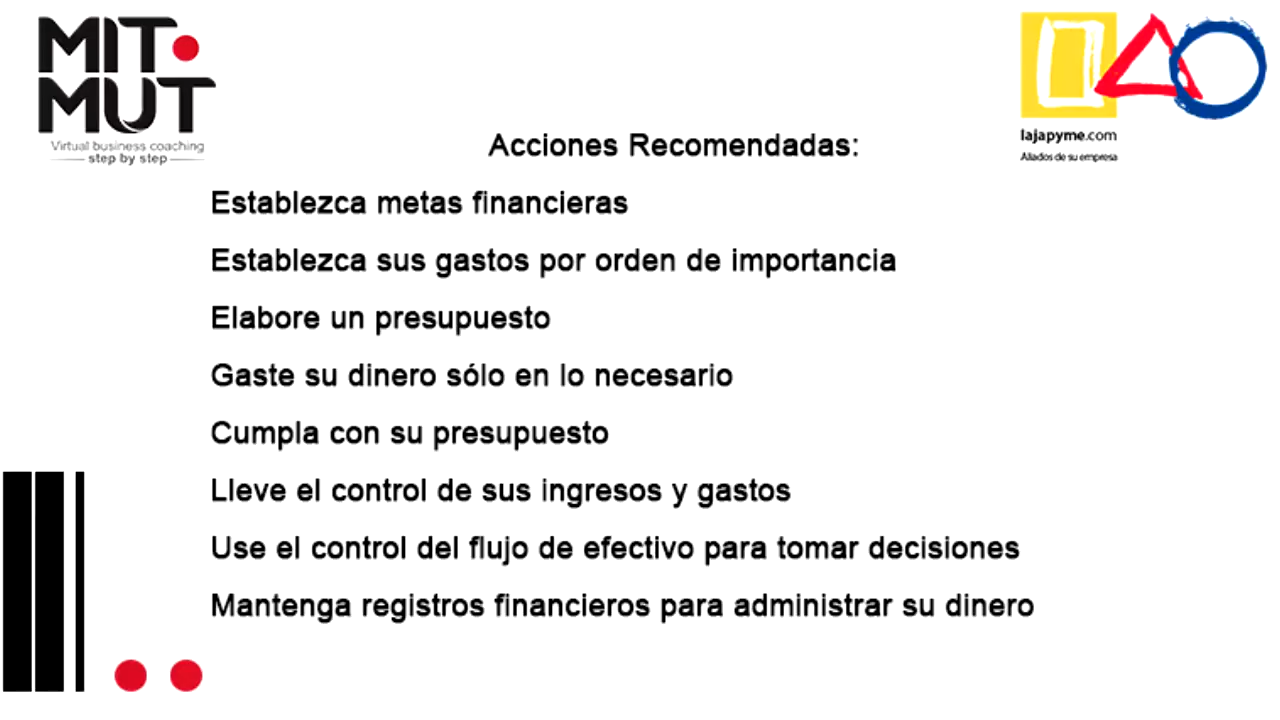 MIT
MUT
Virtual business coaching
step by step
lajapyme.com
Aliados de su empresa
Acciones Recomendadas:
Establezca metas financieras
Establezca sus gastos por orden de importancia
Elabore un presupuesto
Gaste su dinero sólo en lo necesario
Cumpla con su presupuesto
Lleve el control de sus ingresos y gastos
Use el control del flujo de efectivo para tomar decisiones
Mantenga registros financieros para administrar su dinero